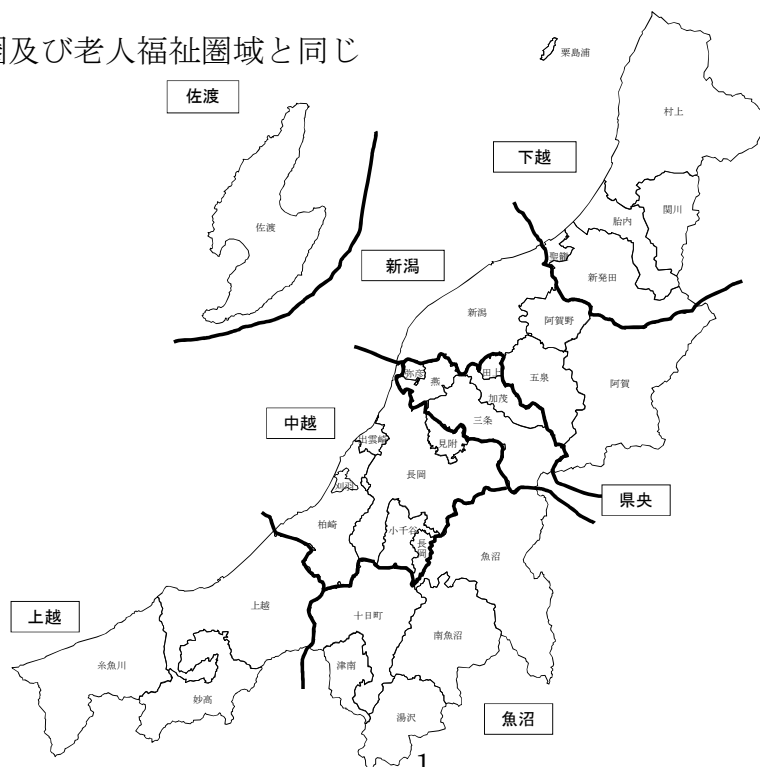 圏及び老人福祉圏域と同じ
栗島浦
佐渡
村上
下越
関川
胎内
佐渡
聖籠
新潟
新発田
新潟
阿賀野
弥彦
田上
燕
五泉
阿賀
加茂
中越
三条
出雲崎
見附
長岡
刈羽
県央
柏崎
小千谷
長岡
魚沼
上越
上越
十日町
南魚沼
糸魚川
津南
妙高
湯沢
魚沼
1